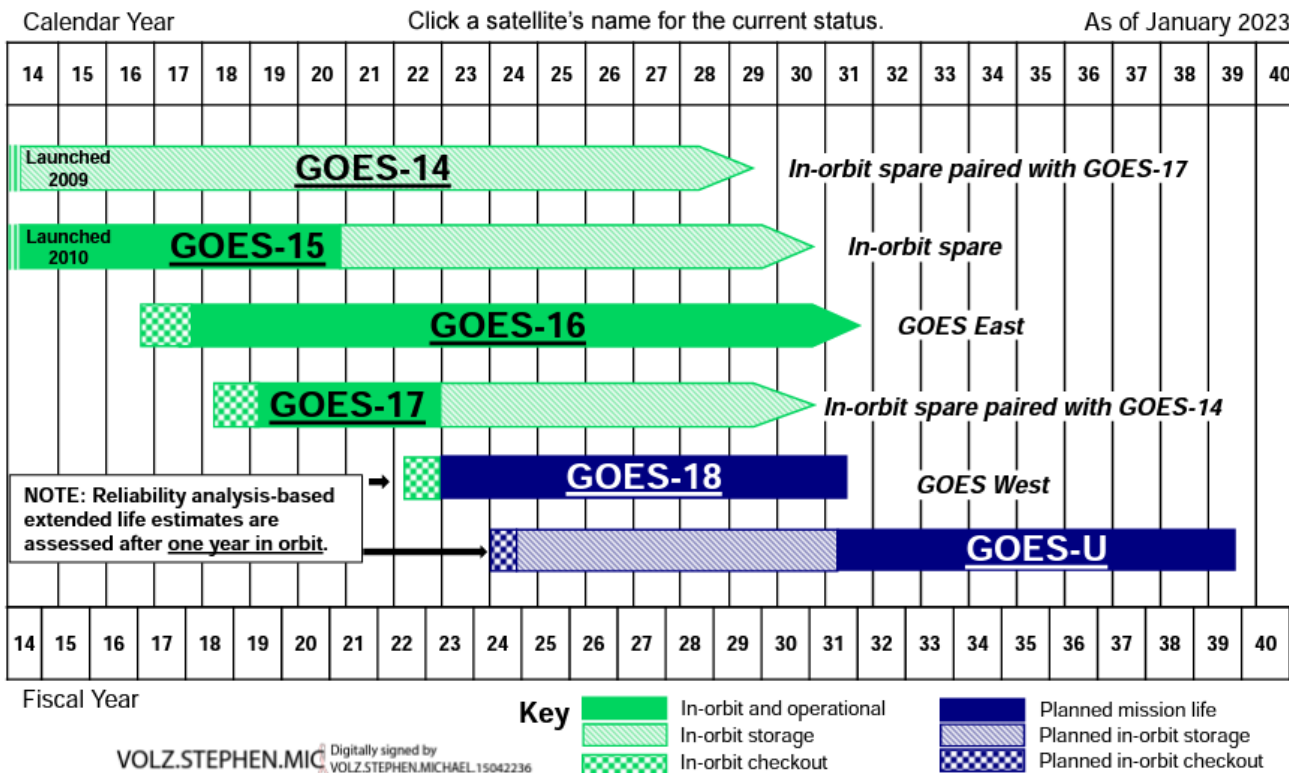 Calendar Year Click a satellite's name for the current status. As of January 2023
14 15 16 17 18 19 20 21 22 23 24 25 26 27 28 29 30 31 32 33 34 35 36 37 38 39 40
Launched
2009
GOES-14
In-orbit spare paired with GOES-17
Launched
2010
GOES-15
In-orbit spare
GOES-16
GOES East
GOES-17
In-orbit spare paired with GOES-14
GOES-18
GOES West
NOTE: Reliability analysis-based
extended life estimates are
assessed after one year in orbit.
GOES-U
14 15 16 17 18 19 20 21 22 23 24 25 26 27 28 29 30 31 32 33 34 35 36 37 38 39 40
Fiscal Year
Key
In-orbit and operational
In-orbit storage
In-orbit checkout
Planned mission life
Planned in-orbit storage
Planned in-orbit checkout
VOLZ.STEPHEN.MIC
Digitally signed by
VOLZ.STEPHEN.MICHAEL.15042236